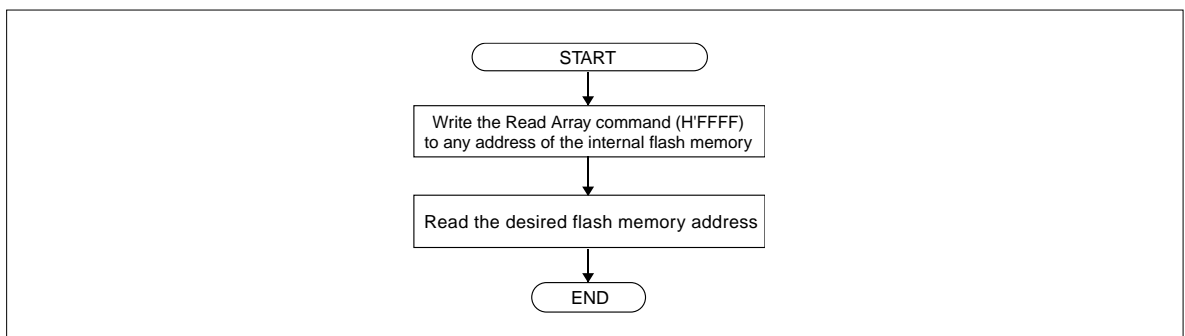 START
Write the Read Array command (H'FFFF)
to any address of the internal flash memory
Read the desired flash memory address
END